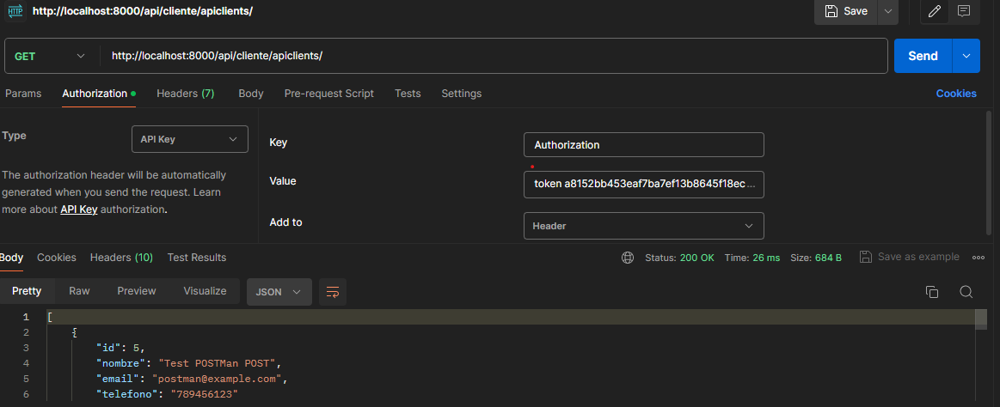 HTTP http://localhost:8000/api/cliente/apiclients/ Save
GET http://localhost:8000/api/cliente/apiclients/ Send
Params Authorization Headers (7) Body Pre-request Script Tests Settings Cookies
Type API Key
The authorization header will be automatically
generated when you send the request. Learn
more about API Key authorization.
Key Authorization
Value token a8152bb453eaf7ba7ef13b8645f18ec ...
Add to Header
Body Cookies Headers (10) Test Results Status: 200 OK Time: 26 ms Size: 684 B Save as example
Pretty Raw Preview Visualize JSON
1 [
2 {
3 "id": 5,
4 "nombre": "Test POSTMan POST",
5 "email": "postman@example.com",
6 "telefono": "789456123"